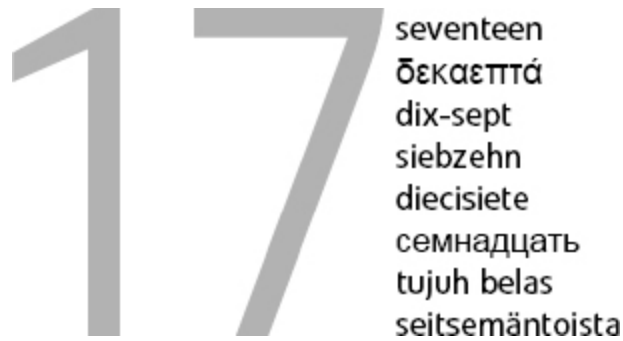 17
seventeen
δεκαεπτά
dix-sept
siebzehn
diecisiete
семнадцать
tujuh belas
seitsemäntoista